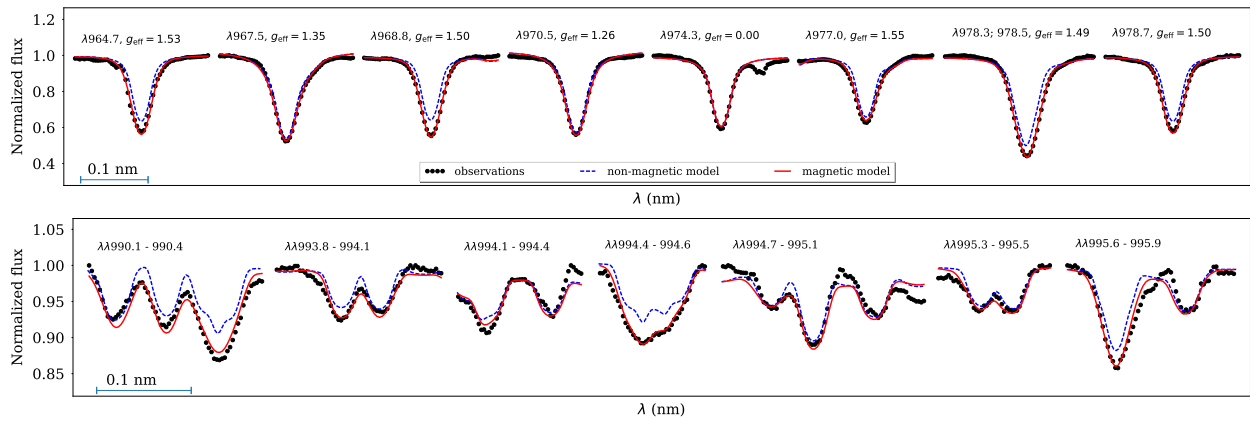 Normalized flux
1.2
1.0
0.8
0.6
0.4
λ964.7, g_eff = 1.53
λ967.5, g_eff = 1.35
λ968.8, g_eff = 1.50
λ970.5, g_eff = 1.26
λ974.3, g_eff = 0.00
λ977.0, g_eff = 1.55
λ978.3; 978.5, g_eff = 1.49
λ978.7, g_eff = 1.50
0.1 nm
observations
non-magnetic model
magnetic model
λ (nm)
Normalized flux
1.05
1.00
0.95
0.90
0.85
λλ990.1 - 990.4
λλ993.8 - 994.1
λλ994.1 - 994.4
λλ994.4 - 994.6
λλ994.7 - 995.1
λλ995.3 - 995.5
λλ995.6 - 995.9
0.1 nm
λ (nm)